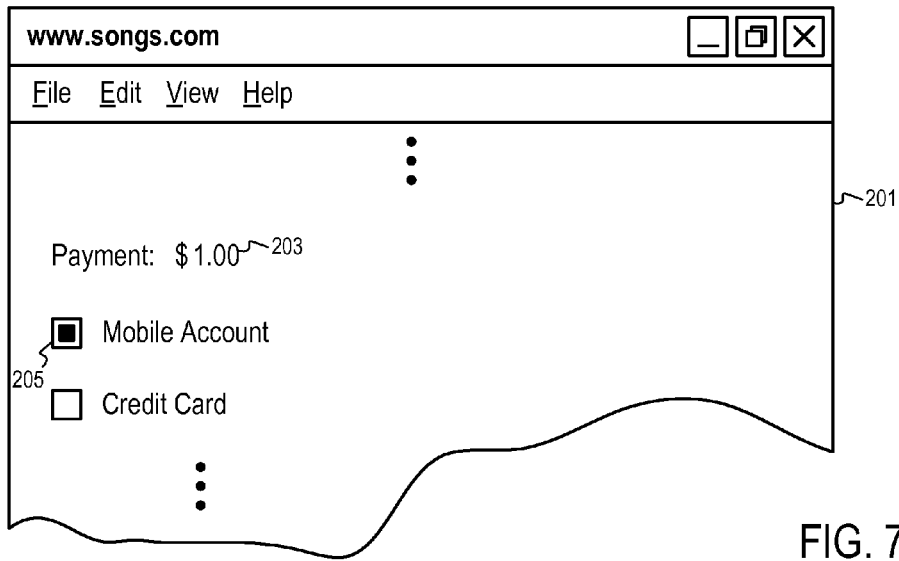 www.songs.com
File Edit View Help
201
Payment: $1.00 203
Mobile Account
205
Credit Card
FIG. 7